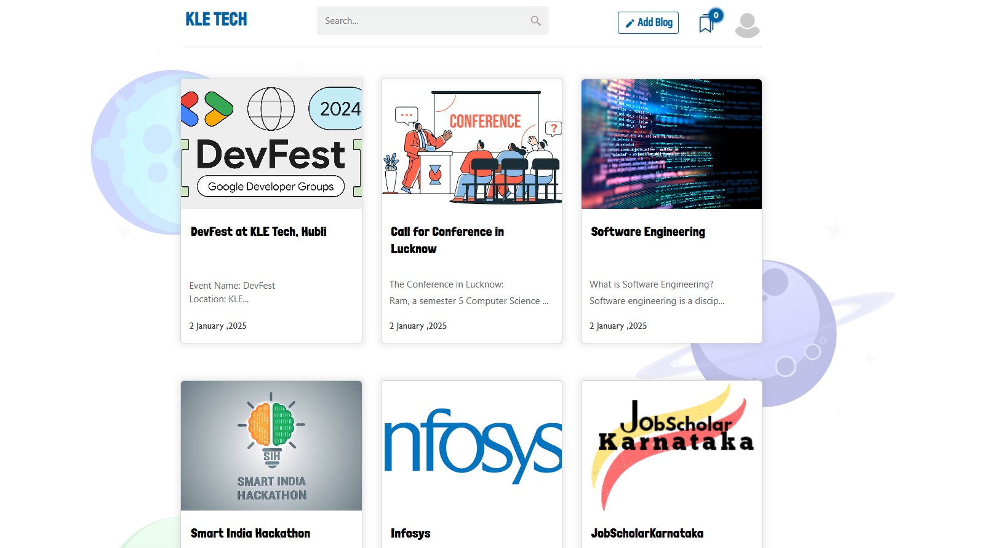 KLE TECH
Search...
Add Blog
0
2024
DevFest
Google Developer Groups
CONFERENCE
?
DevFest at KLE Tech, Hubli
Call for Conference in
Lucknow
Software Engineering
Event Name: DevFest
Location: KLE...
The Conference in Lucknow:
Ram, a semester 5 Computer Science ...
What is Software Engineering?
Software engineering is a discip...
2 January ,2025
2 January ,2025
2 January ,2025
SIH
SMART INDIA
HACKATHON
nfosys
JobScholar
Karnataka
Smart India Hackathon
Infosys
JobScholarKarnataka